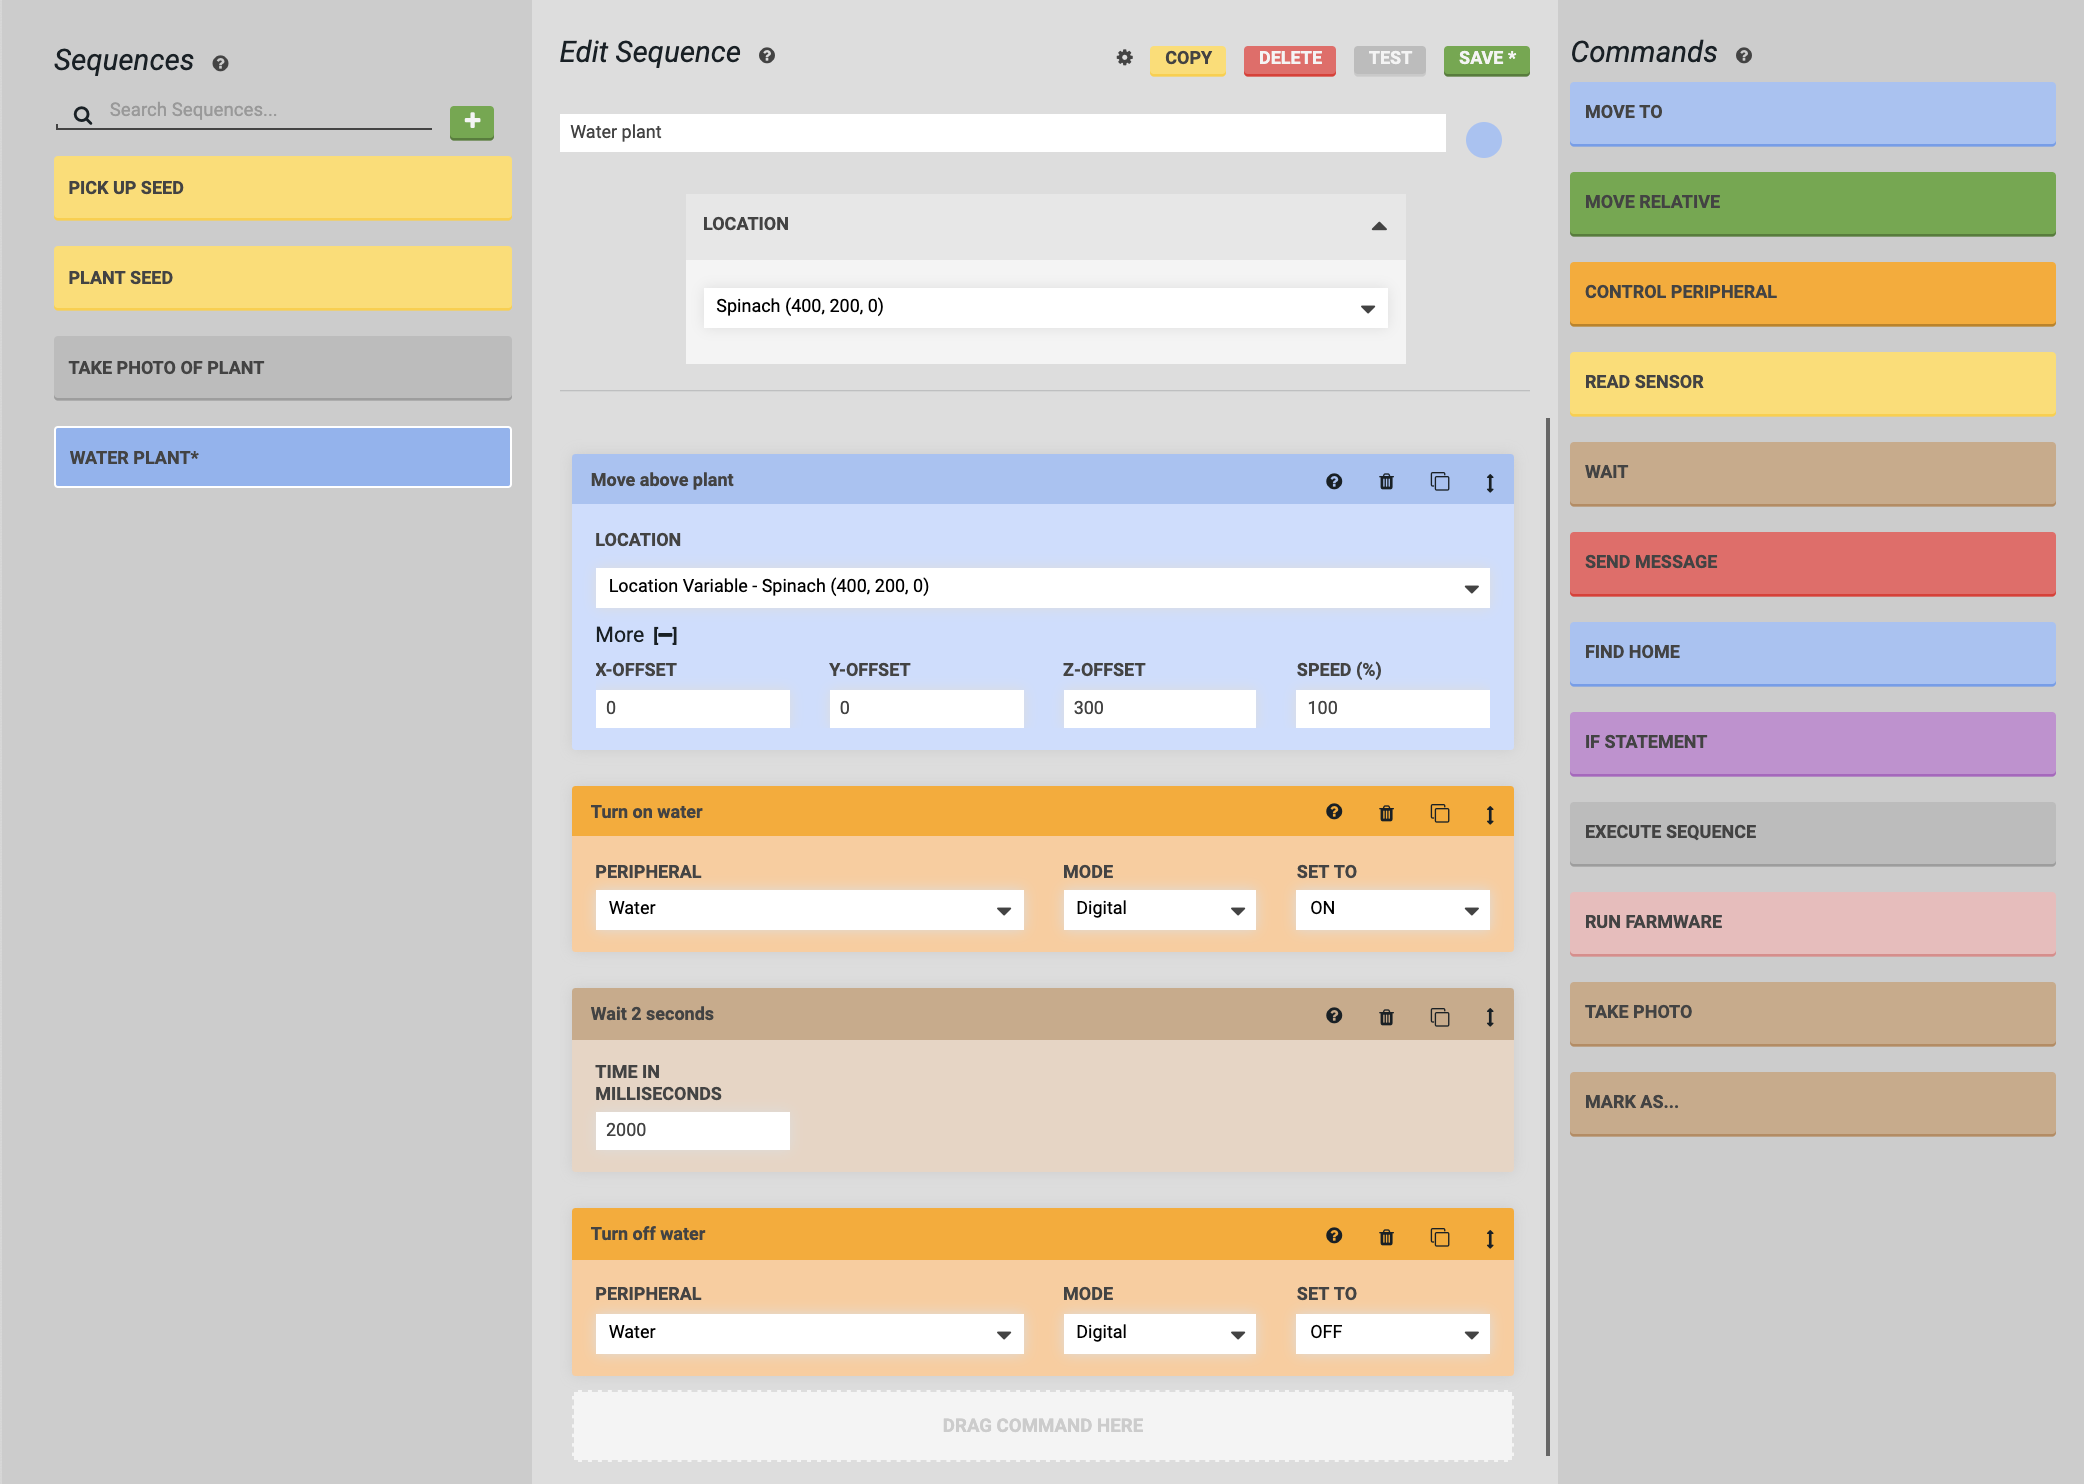 Sequences
Search Sequences...
PICK UP SEED
PLANT SEED
TAKE PHOTO OF PLANT
WATER PLANT*
Edit Sequence
COPY
DELETE
TEST
SAVE *
Water plant
LOCATION
Spinach (400, 200, 0)
Move above plant
LOCATION
Location Variable - Spinach (400, 200, 0)
More [–]
X-OFFSET
Y-OFFSET
Z-OFFSET
SPEED (%)
0
0
300
100
Turn on water
PERIPHERAL
MODE
SET TO
Water
Digital
ON
Wait 2 seconds
TIME IN
MILLISECONDS
2000
Turn off water
PERIPHERAL
MODE
SET TO
Water
Digital
OFF
DRAG COMMAND HERE
Commands
MOVE TO
MOVE RELATIVE
CONTROL PERIPHERAL
READ SENSOR
WAIT
SEND MESSAGE
FIND HOME
IF STATEMENT
EXECUTE SEQUENCE
RUN FARMWARE
TAKE PHOTO
MARK AS...